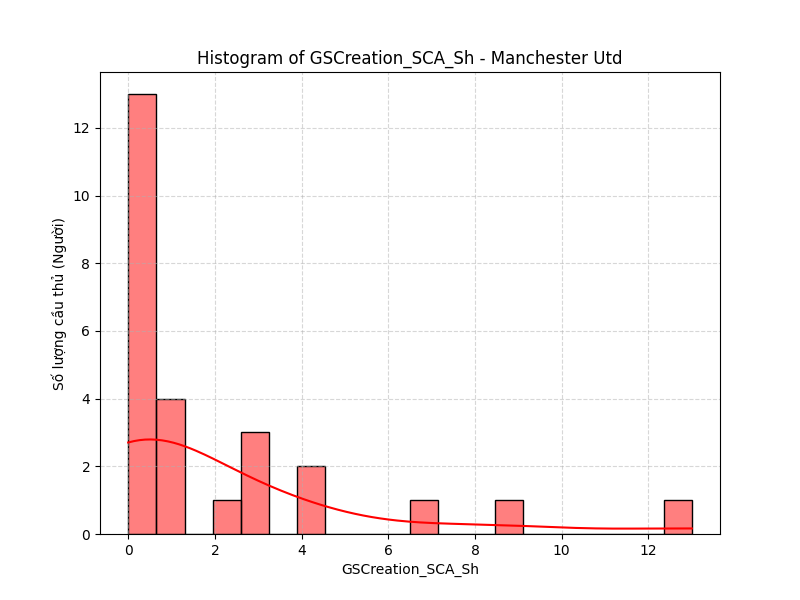 Histogram of GSCreation_SCA_Sh - Manchester Utd
Số lượng cầu thủ (Người)
12
10
8
6
4
2
0
0 2 4 6 8 10 12
GSCreation_SCA_Sh